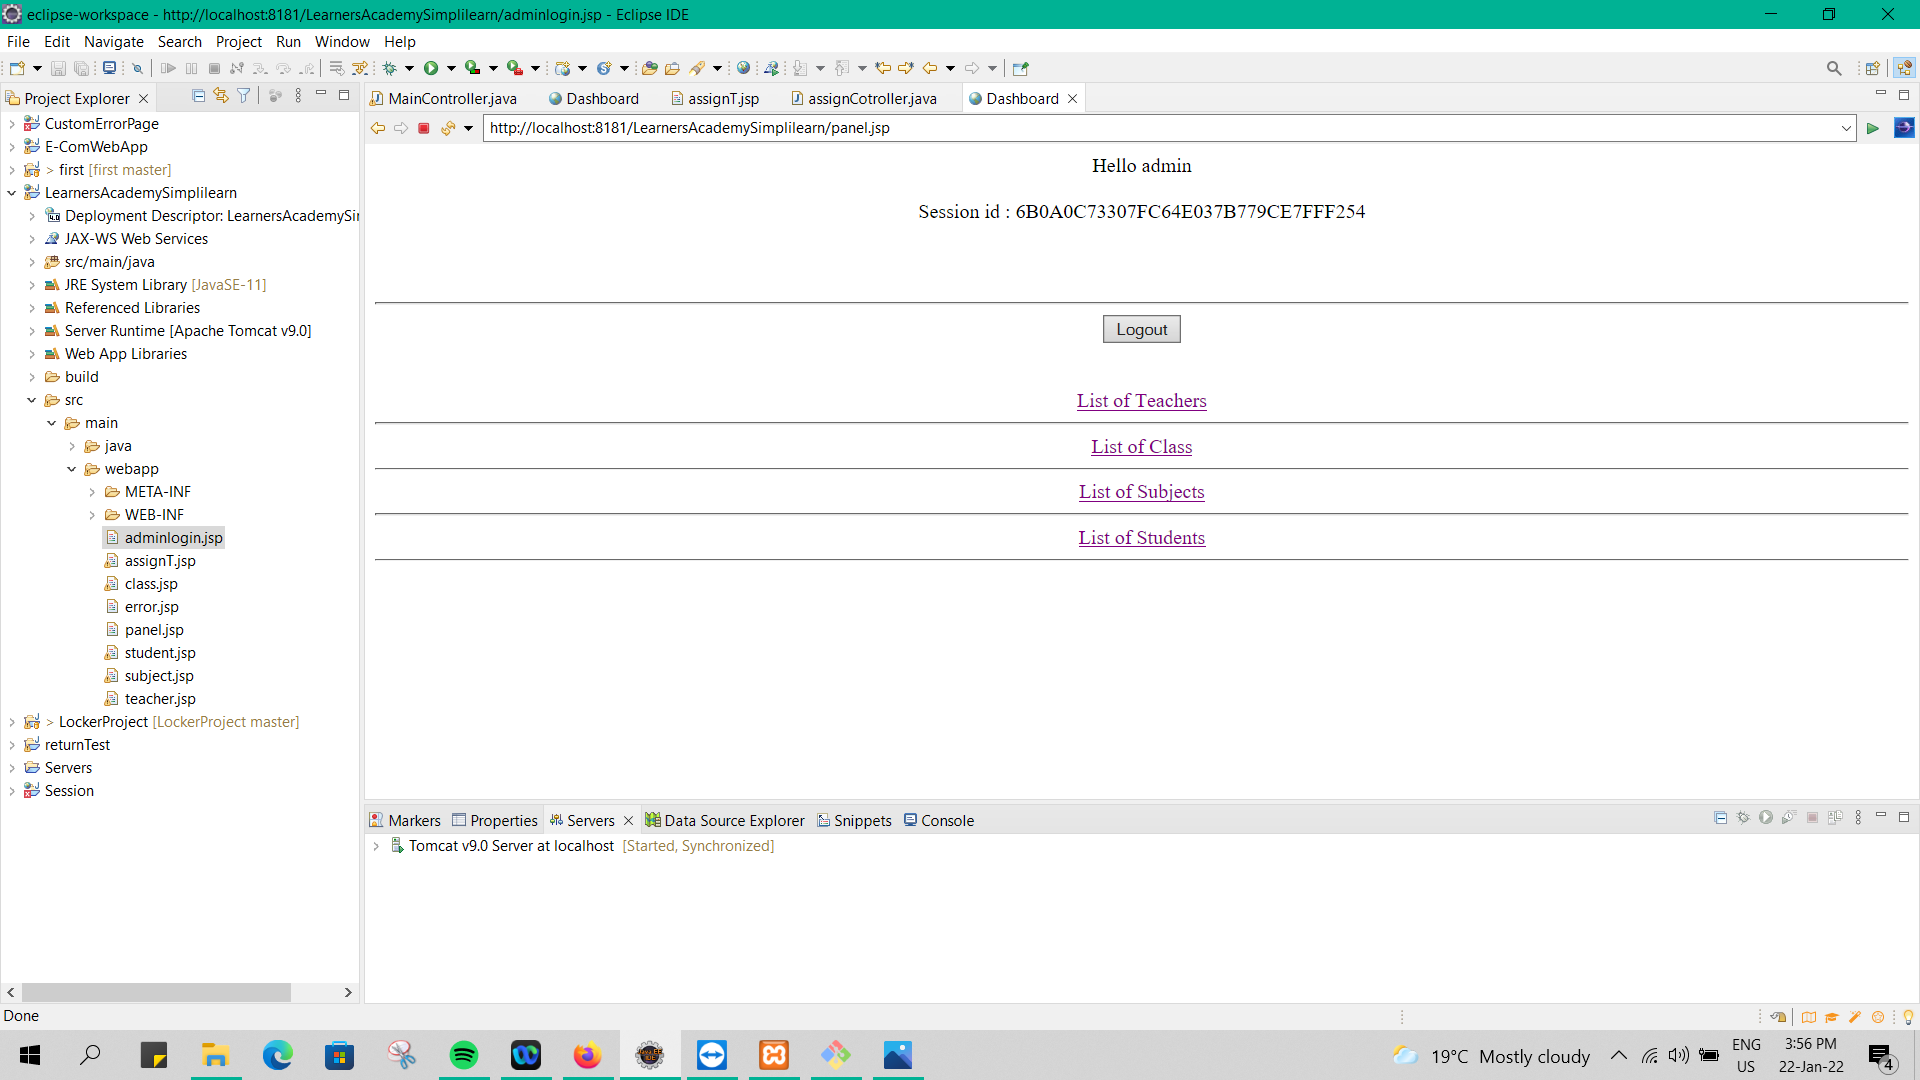 eclipse-workspace - http://localhost:8181/LearnersAcademySimplilearn/adminlogin.jsp - Eclipse IDE
File Edit Navigate Search Project Run Window Help
Project Explorer
MainController.java Dashboard assignT.jsp assignCotroller.java Dashboard
http://localhost:8181/LearnersAcademySimplilearn/panel.jsp
CustomErrorPage
E-ComWebApp
> first [first master]
LearnersAcademySimplilearn
Deployment Descriptor: LearnersAcademySi
JAX-WS Web Services
src/main/java
JRE System Library [JavaSE-11]
Referenced Libraries
Server Runtime [Apache Tomcat v9.0]
Web App Libraries
build
src
main
java
webapp
META-INF
WEB-INF
adminlogin.jsp
assignT.jsp
class.jsp
error.jsp
panel.jsp
student.jsp
subject.jsp
teacher.jsp
> LockerProject [LockerProject master]
returnTest
Servers
Session
Hello admin
Session id : 6B0A0C73307FC64E037B779CE7FFF254
Logout
List of Teachers
List of Class
List of Subjects
List of Students
Markers Properties Servers Data Source Explorer Snippets Console
Tomcat v9.0 Server at localhost [Started, Synchronized]
Done
19°C Mostly cloudy
ENG
US
3:56 PM
22-Jan-22
4